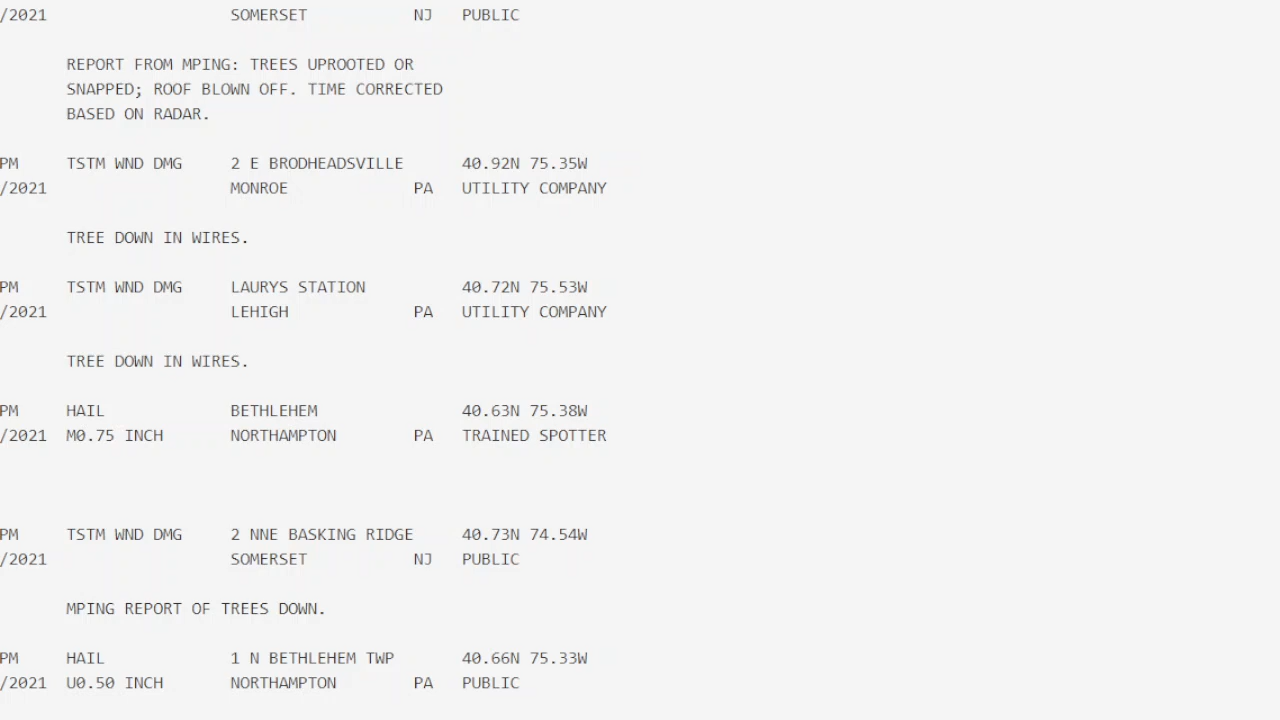 /2021 SOMERSET NJ PUBLIC
REPORT FROM MPING: TREES UPROOTED OR
SNAPPED; ROOF BLOWN OFF. TIME CORRECTED
BASED ON RADAR.
PM TSTM WND DMG 2 E BRODHEADSVILLE 40.92N 75.35W
/2021 MONROE PA UTILITY COMPANY
TREE DOWN IN WIRES.
PM TSTM WND DMG LAURYS STATION 40.72N 75.53W
/2021 LEHIGH PA UTILITY COMPANY
TREE DOWN IN WIRES.
PM HAIL BETHLEHEM 40.63N 75.38W
/2021 M0.75 INCH NORTHAMPTON PA TRAINED SPOTTER
PM TSTM WND DMG 2 NNE BASKING RIDGE 40.73N 74.54W
/2021 SOMERSET NJ PUBLIC
MPING REPORT OF TREES DOWN.
PM HAIL 1 N BETHLEHEM TWP 40.66N 75.33W
/2021 U0.50 INCH NORTHAMPTON PA PUBLIC